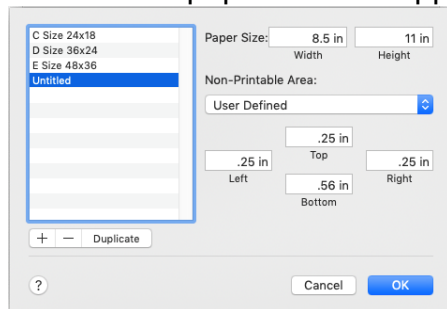 C Size 24x18
D Size 36x24
E Size 48x36
Untitled
Paper Size: 8.5 in 11 in
Width Height
Non-Printable Area:
User Defined
.25 in
Top
.25 in .25 in
Left Right
.56 in
Bottom
+ — Duplicate
? Cancel OK